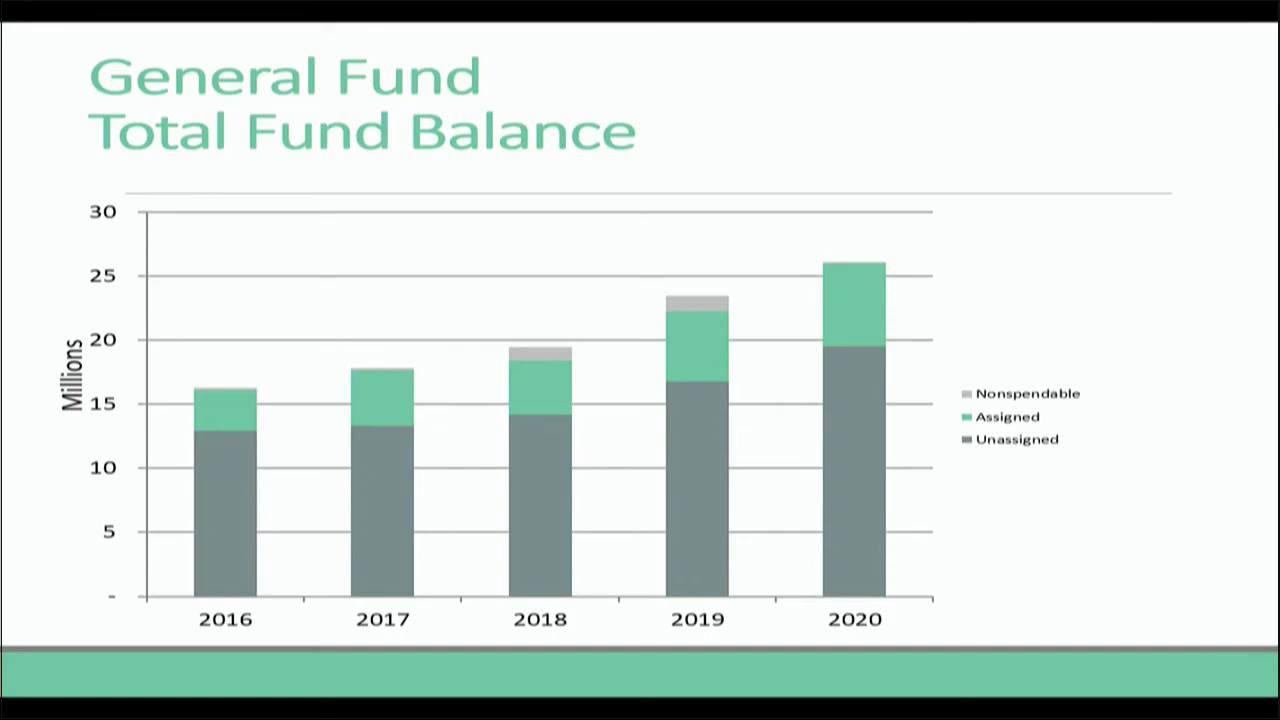 General Fund
Total Fund Balance
30
25
20
15
10
5
-
Millions
2016 2017 2018 2019 2020
Nonspendable
Assigned
Unassigned